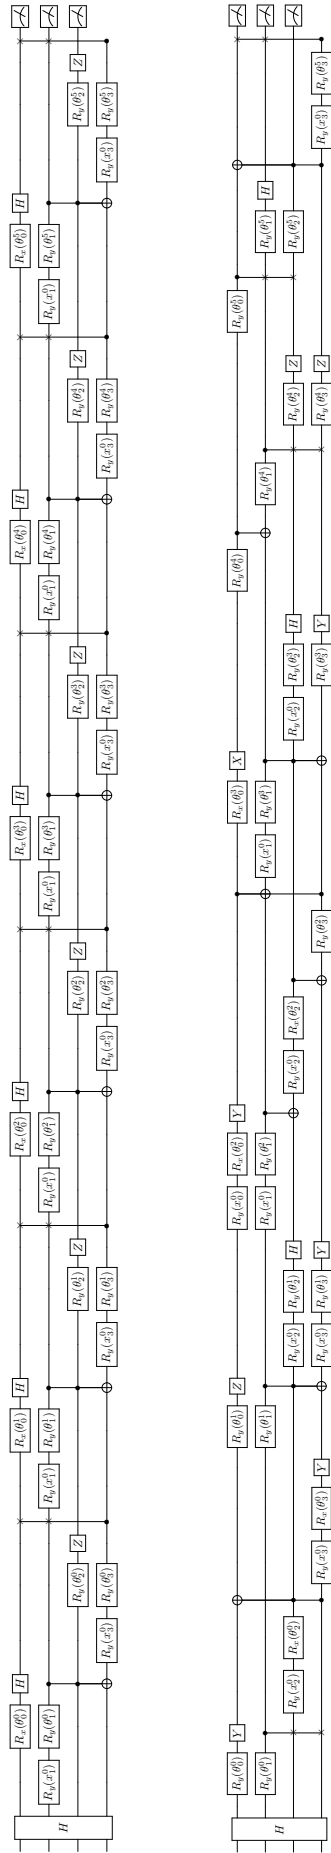 H
R_x(θ_0^0) H R_x(θ_0^1) H R_x(θ_0^2) H R_x(θ_0^3) H R_x(θ_0^4) H R_x(θ_0^5) H
R_y(x_1^0) R_y(θ_1^0) R_y(x_1^0) R_y(θ_1^1) R_y(x_1^0) R_y(θ_1^2) R_y(x_1^0) R_y(θ_1^3) R_y(x_1^0) R_y(θ_1^4) R_y(x_1^0) R_y(θ_1^5)
R_y(θ_2^0) Z R_y(θ_2^1) Z R_y(θ_2^2) Z R_y(θ_2^3) Z R_y(θ_2^4) Z R_y(θ_2^5) Z
R_y(x_3^0) R_y(θ_3^0) R_y(x_3^0) R_y(θ_3^1) R_y(x_3^0) R_y(θ_3^2) R_y(x_3^0) R_y(θ_3^3) R_y(x_3^0) R_y(θ_3^4) R_y(x_3^0) R_y(θ_3^5)
H
R_y(θ_0^0) Y R_y(θ_0^1) Z R_y(x_0^0) R_x(θ_0^2) Y R_x(θ_0^3) X R_y(θ_0^4) R_y(θ_0^5)
R_y(θ_1^0) R_y(θ_1^1) R_y(x_1^0) R_y(θ_1^2) R_y(x_1^0) R_y(θ_1^3) R_y(θ_1^4) R_y(θ_1^5) H
R_y(x_2^0) R_x(θ_2^0) R_y(x_2^0) R_y(θ_2^1) H R_y(x_2^0) R_x(θ_2^2) R_y(x_2^0) R_y(θ_2^3) H R_y(θ_2^4) Z R_y(θ_2^5)
R_y(x_3^0) R_x(θ_3^0) Y R_y(x_3^0) R_y(θ_3^1) Y R_y(θ_3^2) R_y(θ_3^3) Y R_y(θ_3^4) Z R_y(x_3^0) R_y(θ_3^5)